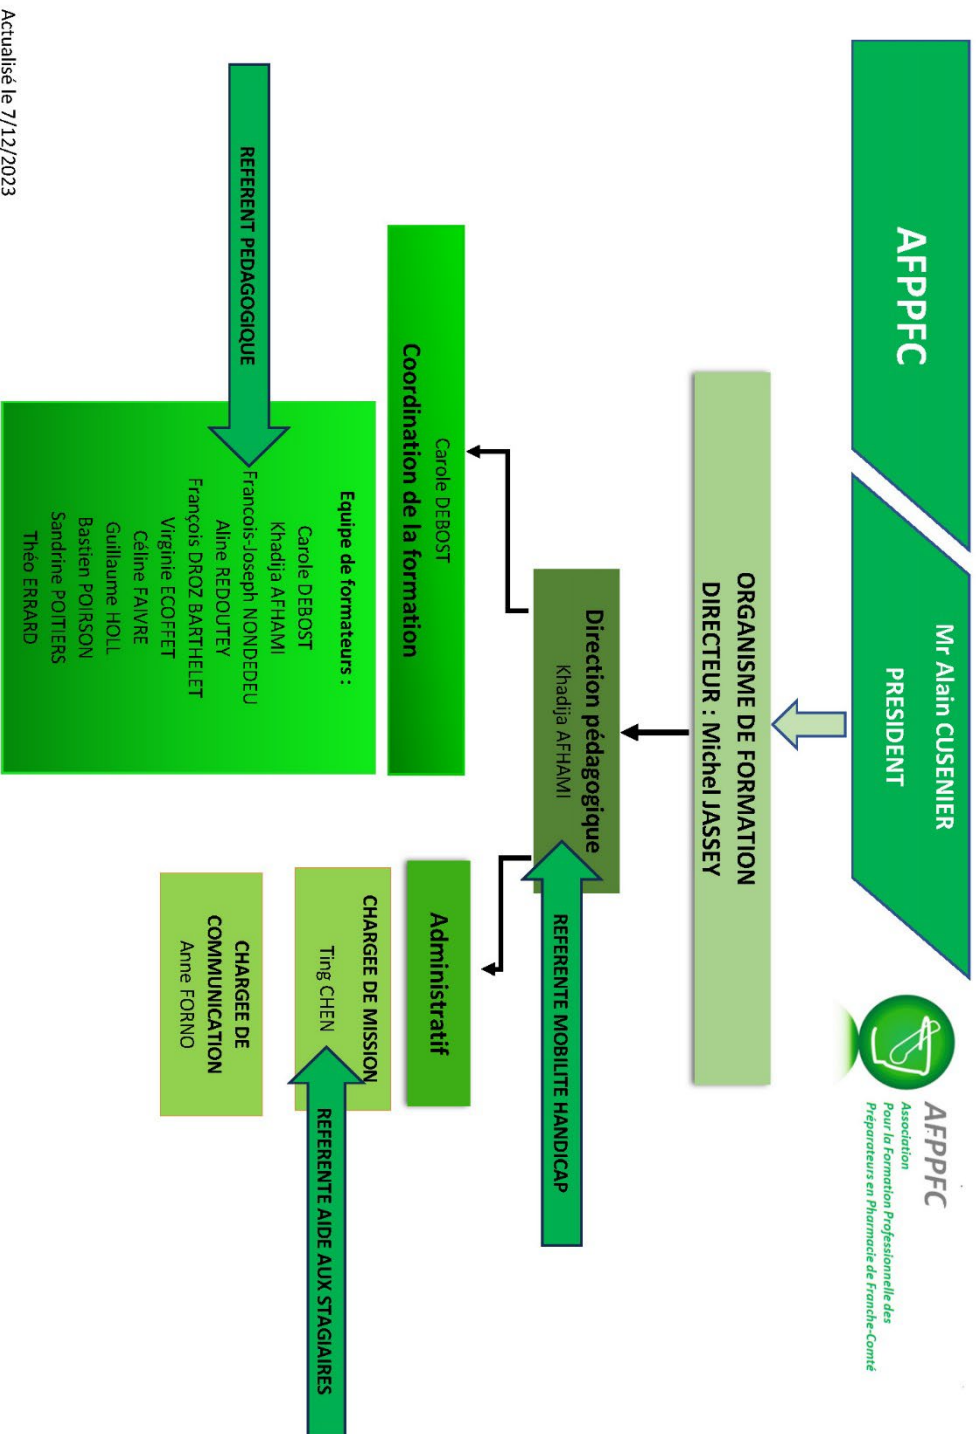 AFPPFC
Mr Alain CUSENIER
PRESIDENT
AFPPFC
Association
Pour la Formation Professionnelle des
Préparateurs en Pharmacie de Franche-Comté
ORGANISME DE FORMATION
DIRECTEUR : Michel JASSEY
Direction pédagogique
Khadija AFHAMI
REFERENTE MOBILITE HANDICAP
Carole DEBOST
Coordination de la formation
Administratif
CHARGEE DE MISSION
Ting CHEN
REFERENTE AIDE AUX STAGIAIRES
CHARGEE DE
COMMUNICATION
Anne FORNO
REFERENT PEDAGOGIQUE
Equipe de formateurs :
Carole DEBOST
Khadija AFHAMI
Francois-Joseph NONDEDEU
Aline REDOUTEY
François DROZ BARTHELET
Virginie ECOFFET
Céline FAIVRE
Guillaume HOLL
Bastien POIRSON
Sandrine POITIERS
Théo ERRARD
Actualisé le 7/12/2023